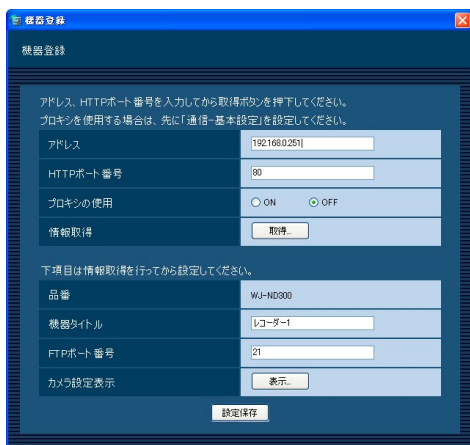 機器登録
機器登録
アドレス、HTTPポート番号を入力してから取得ボタンを押下してください。
プロキシを使用する場合は、先に「通信-基本設定」を設定してください。
アドレス 192.168.0.251
HTTPポート番号 80
プロキシの使用 ON OFF
情報取得 取得...
下項目は情報取得を行ってから設定してください。
品番 WJ-ND300
機器タイトル レコーダー1
FTPポート番号 21
カメラ設定表示 表示...
設定保存